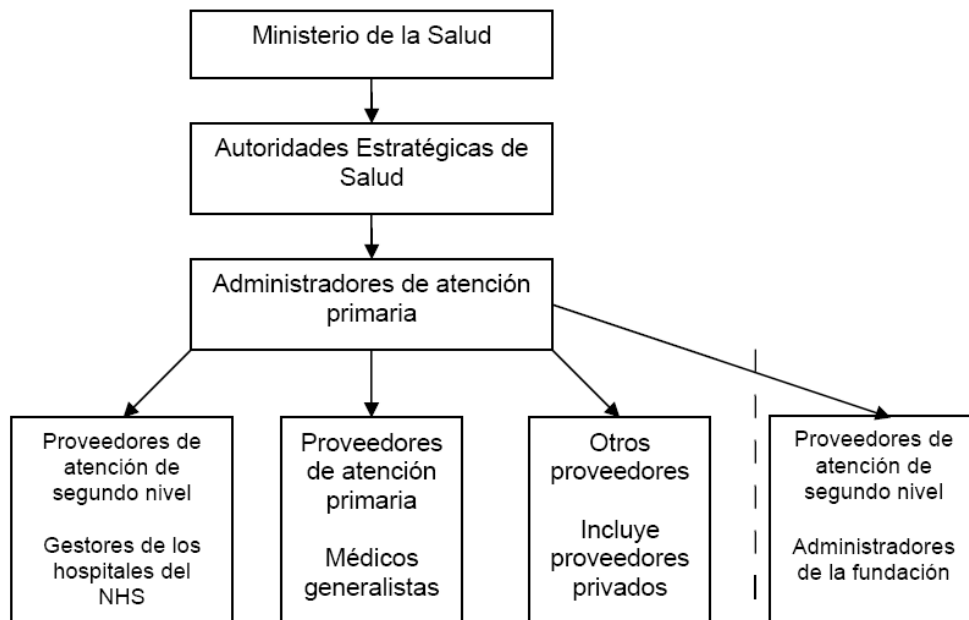 Ministerio de la Salud
Autoridades Estratégicas de
Salud
Administradores de atención
primaria
Proveedores de
atención de
segundo nivel
Gestores de los
hospitales del
NHS
Proveedores
de atención
primaria
Médicos
generalistas
Otros
proveedores
Incluye
proveedores
privados
Proveedores de
atención de
segundo nivel
Administradores
de la fundación